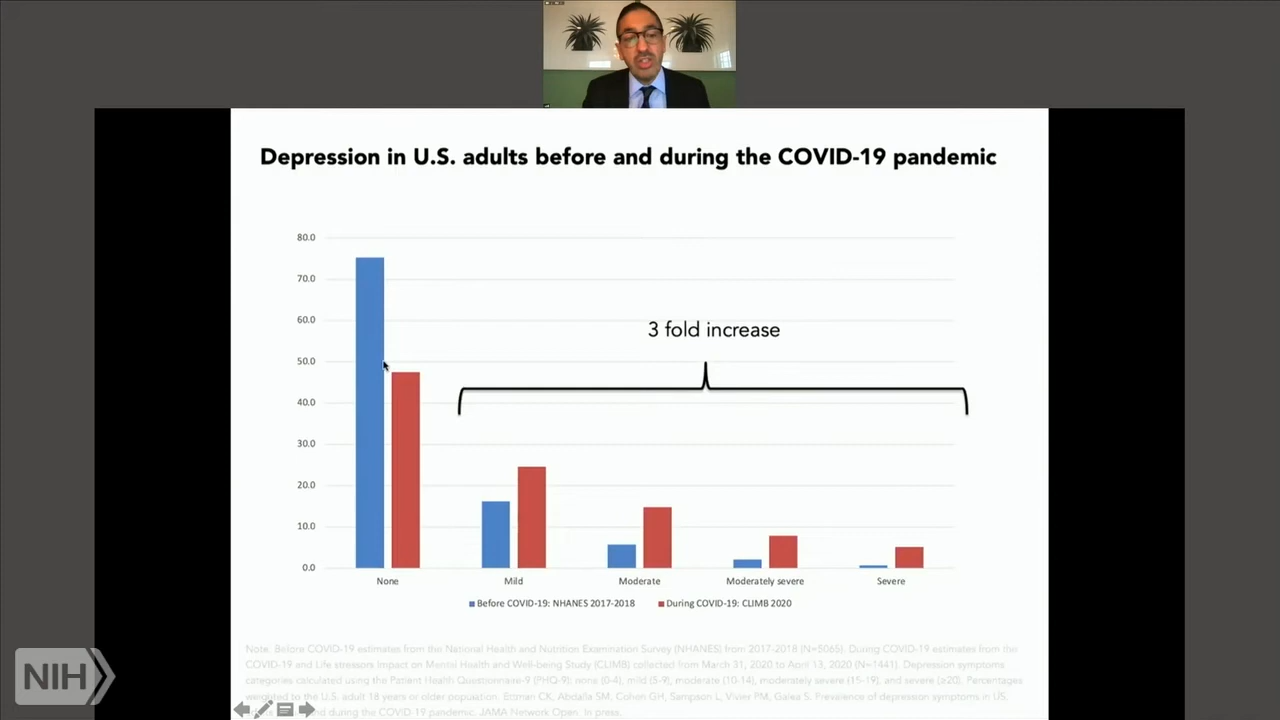 Depression in U.S. adults before and during the COVID-19 pandemic
80.0
70.0
60.0
50.0
40.0
30.0
20.0
10.0
0.0
3 fold increase
None Mild Moderate Moderately severe Severe
Before COVID-19: NHANES 2017-2018 During COVID-19: CLIMB 2020
Note. Before COVID-19 estimates from the National Health and Nutrition Examination Survey (NHANES) from 2017-2018 (N=5065). During COVID-19 estimates from the
COVID-19 and Life stressors Impact on Mental Health and Well-being Study (CLIMB) collected from March 31, 2020 to April 13, 2020 (N=1441). Depression symptoms
categories calculated using the Patient Health Questionnaire-9 (PHQ-9): none (0-4), mild (5-9), moderate (10-14), moderately severe (15-19), and severe (≥20). Percentages
weighted to the U.S. adult 18 years or older population. Ettman CK, Abdalla SM, Cohen GH, Sampson L, Vivier PM, Galea S. Prevalence of depression symptoms in US
and during the COVID-19 pandemic. JAMA Network Open. In press.
NIH